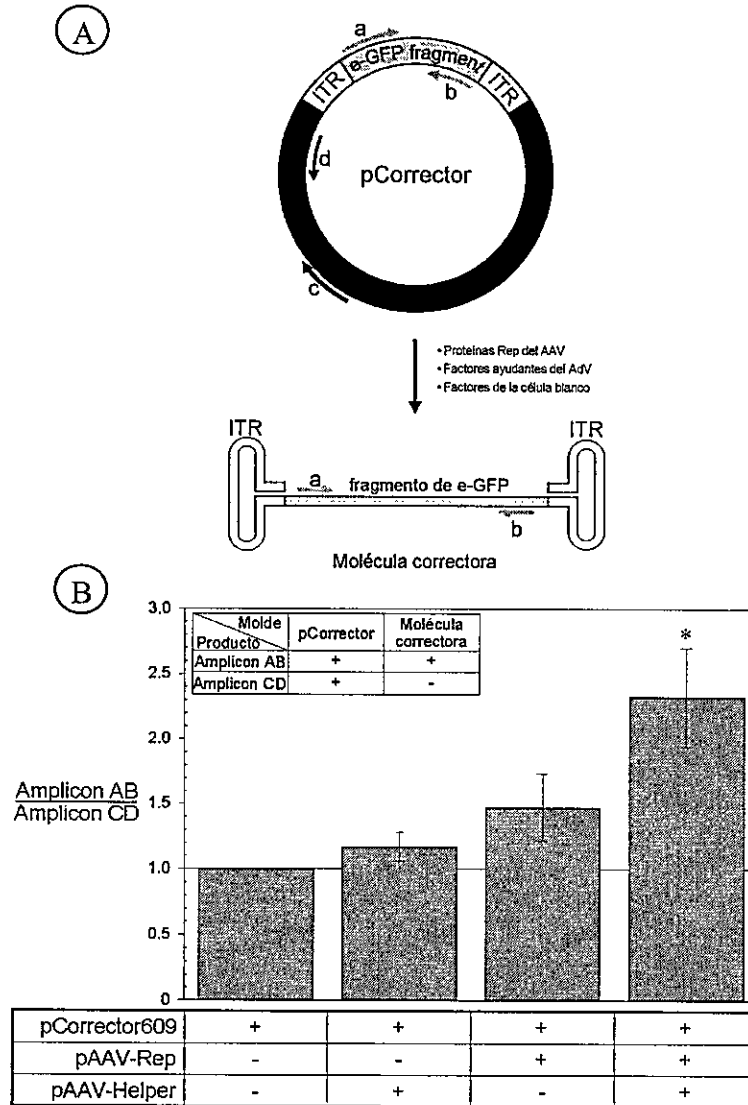 A
a
ITR
e-GFP fragment
ITR
b
d
pCorrector
c
• Proteínas Rep del AAV
• Factores ayudantes del AdV
• Factores de la célula blanco
ITR
ITR
a
fragmento de e-GFP
b
Molécula correctora
B
3.0
2.5
2.0
1.5
1.0
0.5
0
Amplicon AB
Amplicon CD
Molde
Producto
pCorrector
Molécula
correctora
Amplicon AB + +
Amplicon CD + -
*
pCorrector609 + + + +
pAAV-Rep - - + +
pAAV-Helper - + - +